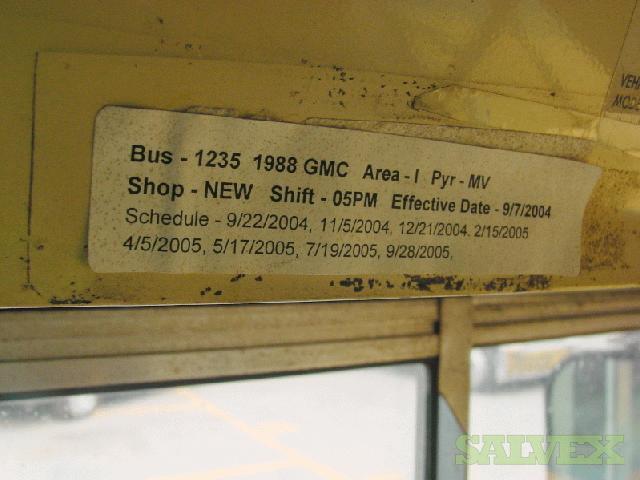 VEH
MODE
Bus - 1235 1988 GMC Area - I Pyr - MV
Shop - NEW Shift - 05PM Effective Date - 9/7/2004
Schedule - 9/22/2004, 11/5/2004, 12/21/2004, 2/15/2005
4/5/2005, 5/17/2005, 7/19/2005, 9/28/2005,
SALVEX